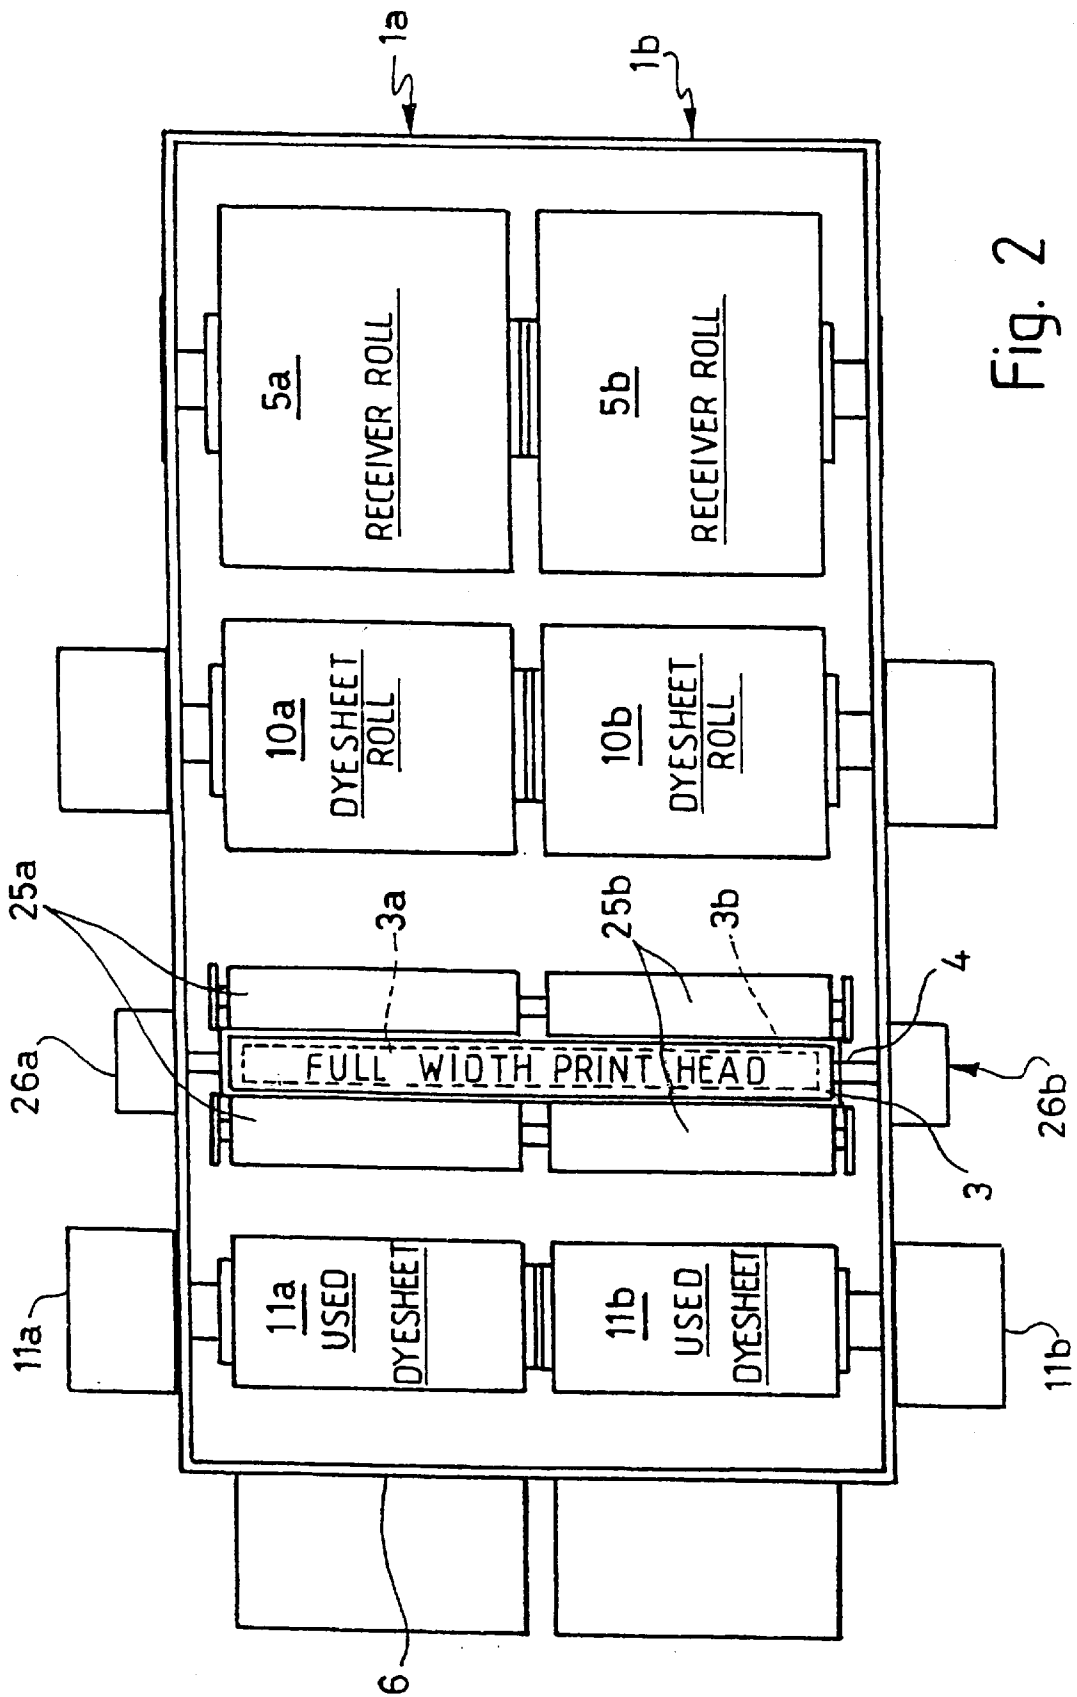 1a
1b
5a
RECEIVER ROLL
5b
RECEIVER ROLL
10a
DYESHEET
ROLL
10b
DYESHEET
ROLL
25a
3a
25b
3b
26a
FULL WIDTH PRINT HEAD
4
26b
3
11a
11a
USED
DYESHEET
11b
USED
DYESHEET
11b
6
Fig. 2